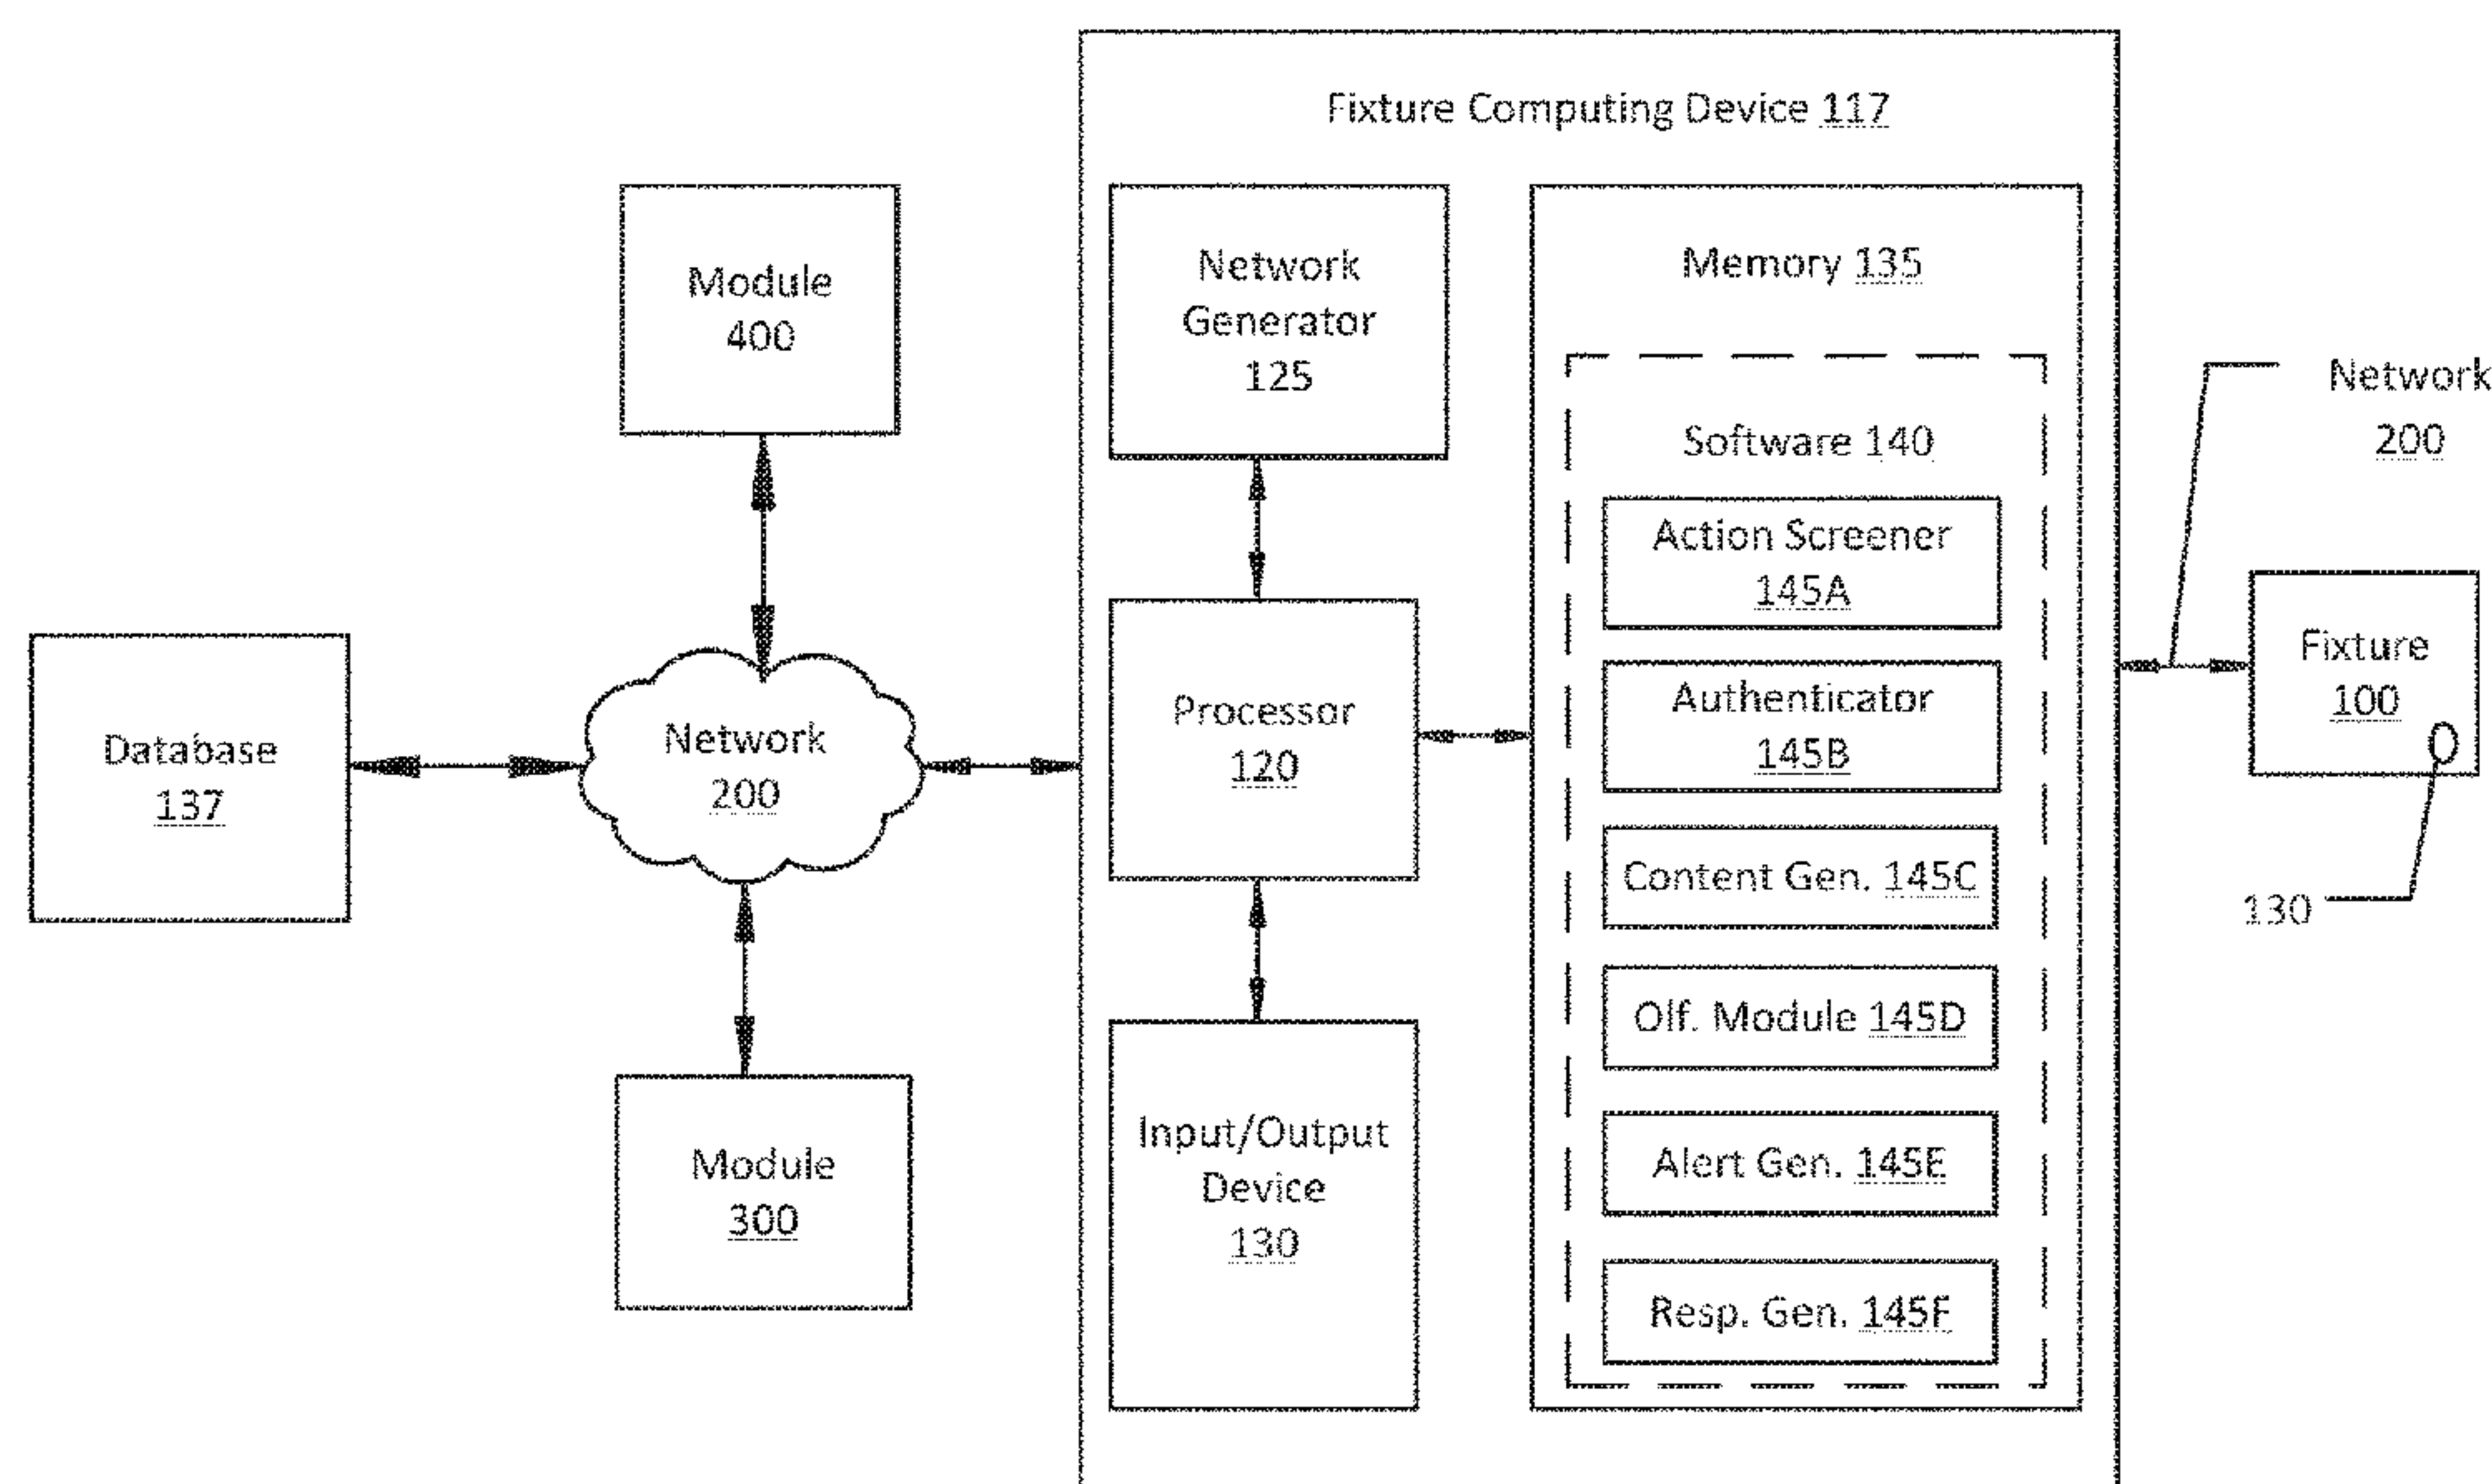 Fixture Computing Device 117
Module
400
Network
Generator
125
Memory 135
Software 140
Action Screener
145A
Authenticator
145B
Content Gen. 145C
Olf. Module 145D
Alert Gen. 145E
Resp. Gen. 145F
Processor
120
Input/Output
Device
130
Database
137
Network
200
Module
300
Network
200
Fixture
100
130